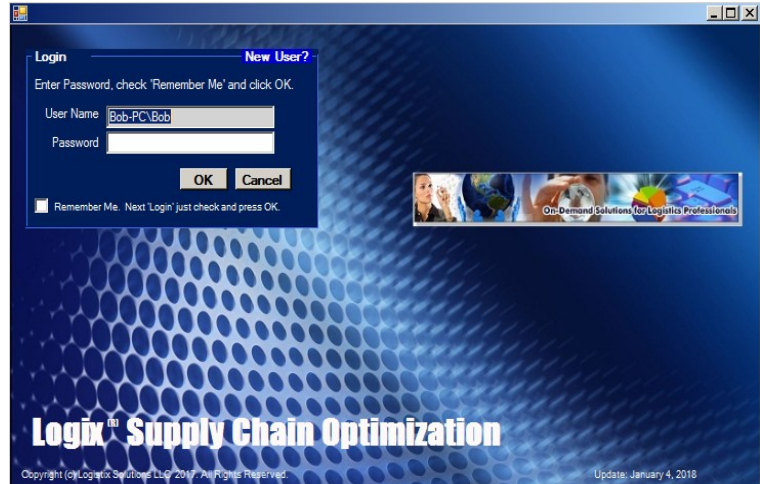 Login New User?
Enter Password, check 'Remember Me' and click OK.
User Name Bob-PC\Bob
Password
OK Cancel
Remember Me. Next 'Login' just check and press OK.
On-Demand Solutions for Logistics Professionals
Logix (R) Supply Chain Optimization
Copyright (c)Logistix Solutions LLC 2017. All Rights Reserved. Update: January 4, 2018